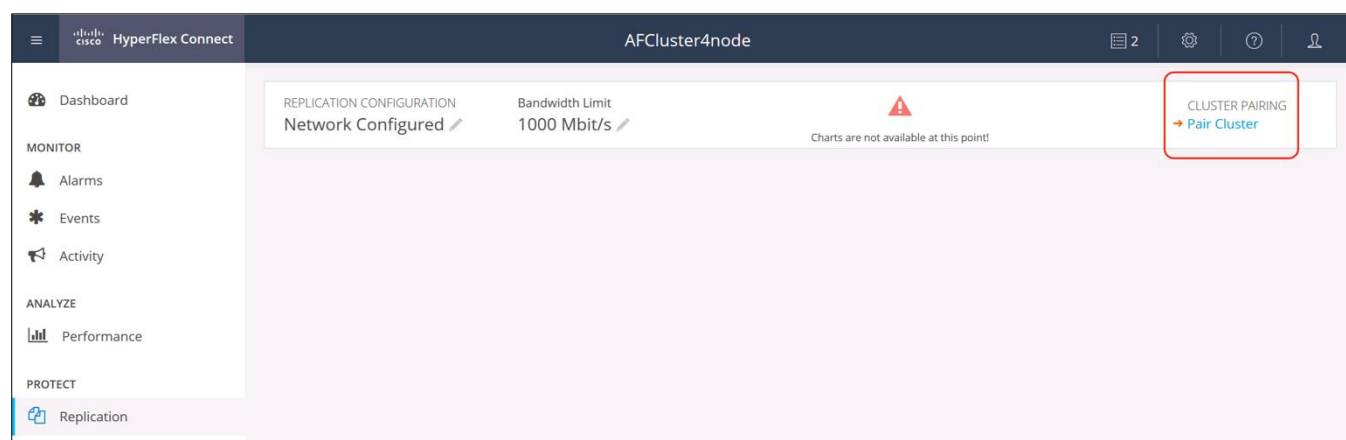 cisco HyperFlex Connect
AFCluster4node
2
Dashboard
MONITOR
Alarms
Events
Activity
ANALYZE
Performance
PROTECT
Replication
REPLICATION CONFIGURATION
Network Configured
Bandwidth Limit
1000 Mbit/s
Charts are not available at this point!
CLUSTER PAIRING
Pair Cluster